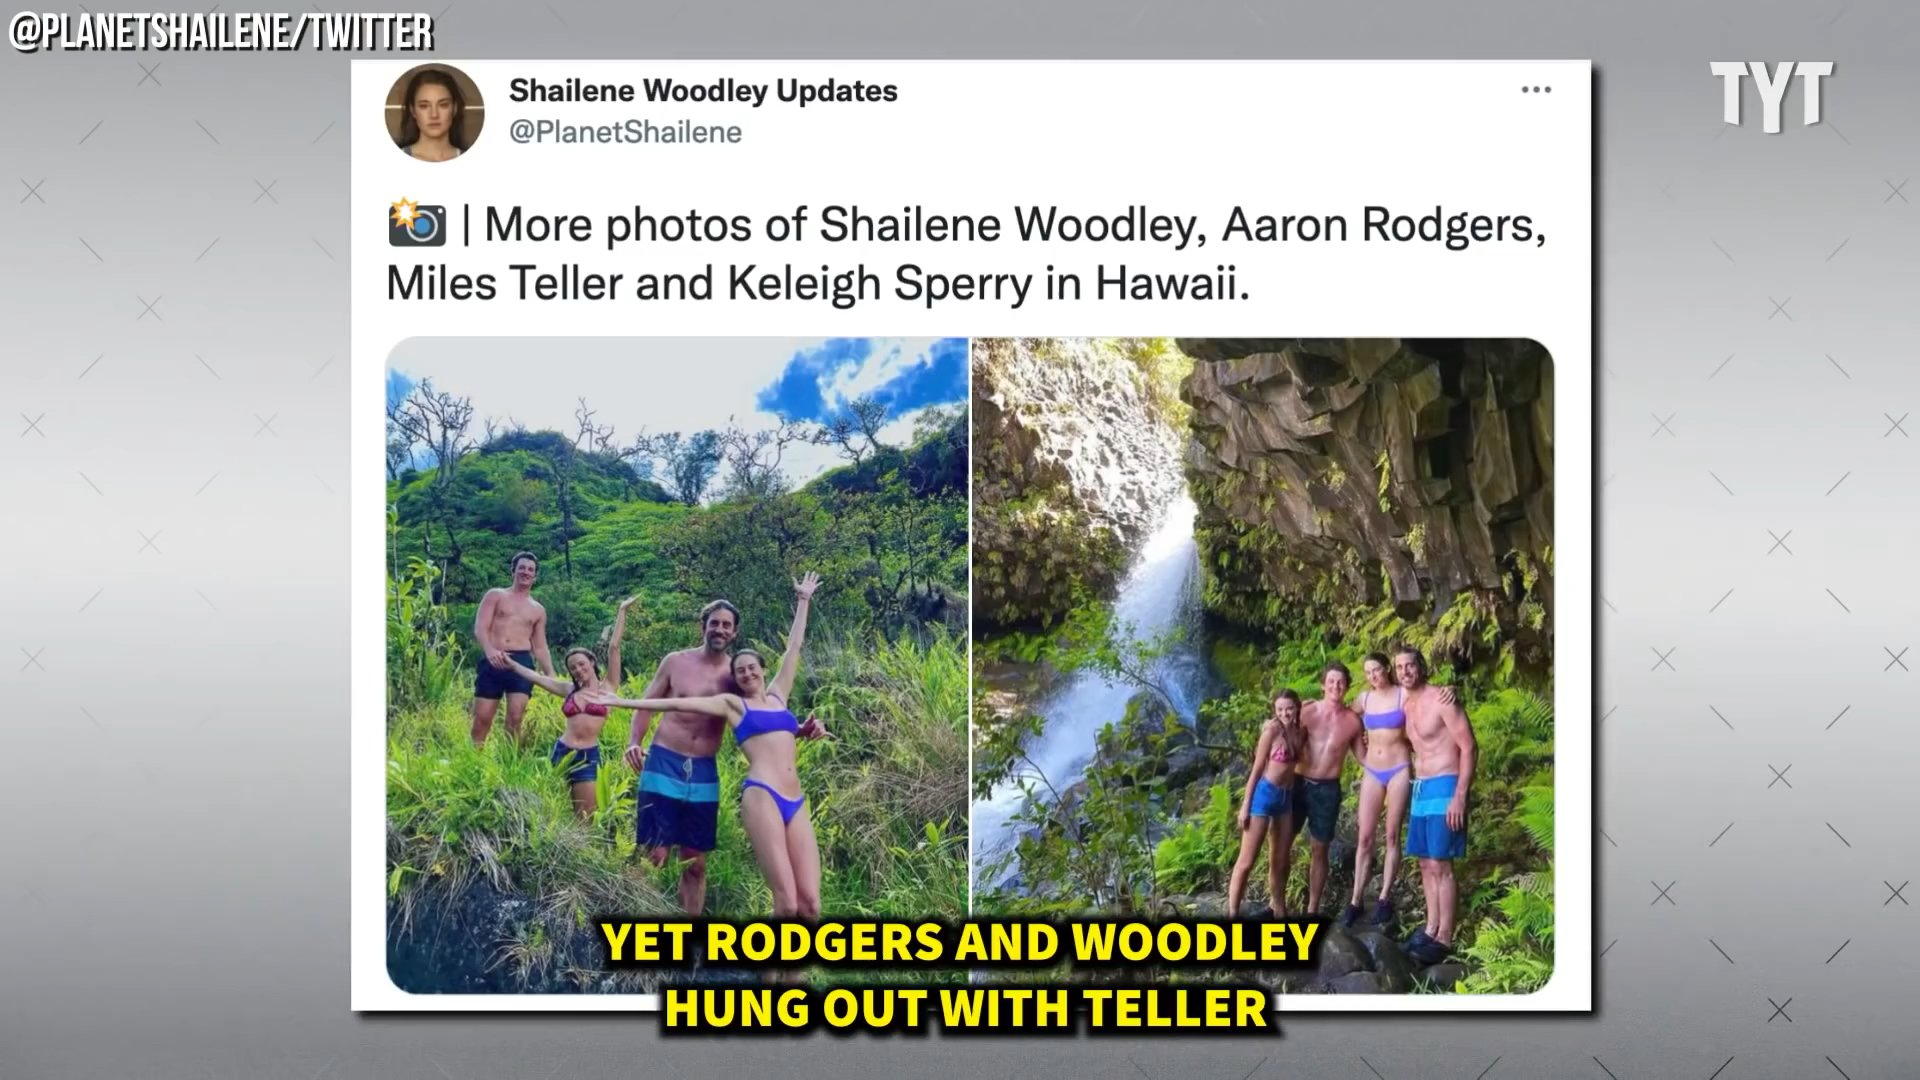 @PLANETSHAILENE/TWITTER
TYT
Shailene Woodley Updates
@PlanetShailene
| More photos of Shailene Woodley, Aaron Rodgers,
Miles Teller and Keleigh Sperry in Hawaii.
YET RODGERS AND WOODLEY
HUNG OUT WITH TELLER